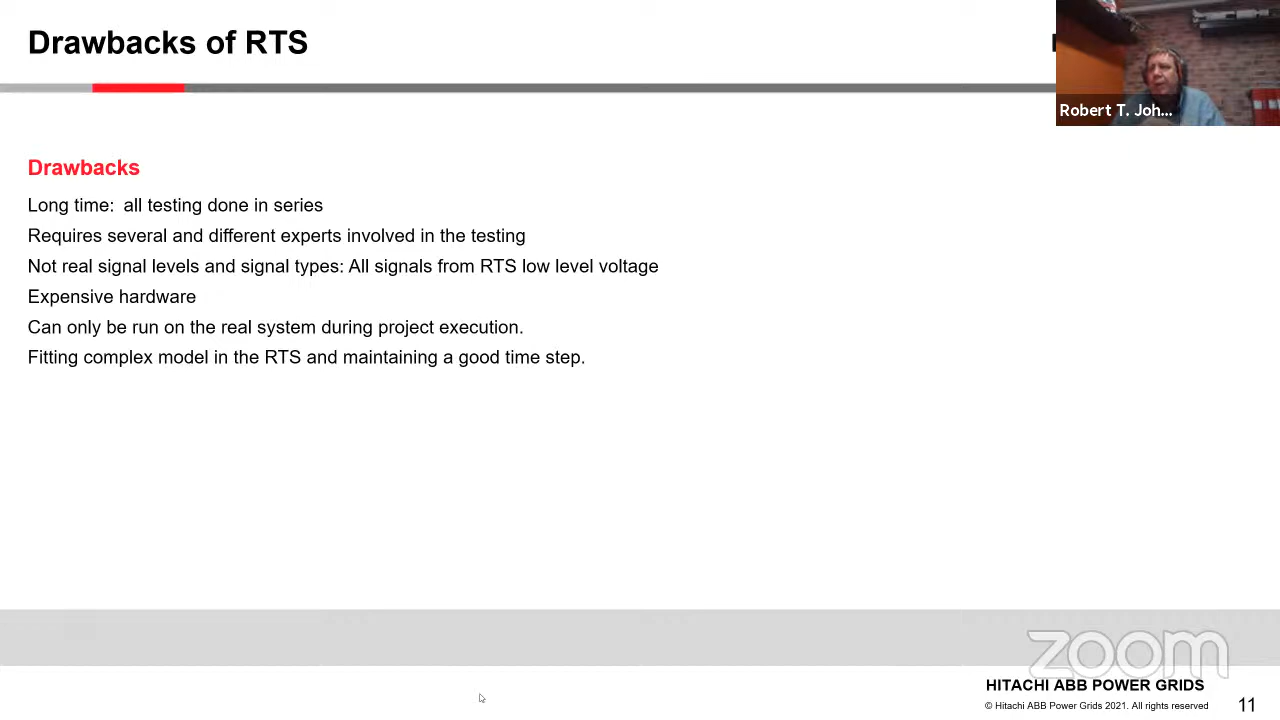 Drawbacks of RTS
Robert T. Joh...
Drawbacks
Long time:  all testing done in series
Requires several and different experts involved in the testing
Not real signal levels and signal types: All signals from RTS low level voltage
Expensive hardware
Can only be run on the real system during project execution.
Fitting complex model in the RTS and maintaining a good time step.
zoom
HITACHI ABB POWER GRIDS
© Hitachi ABB Power Grids 2021. All rights reserved
11